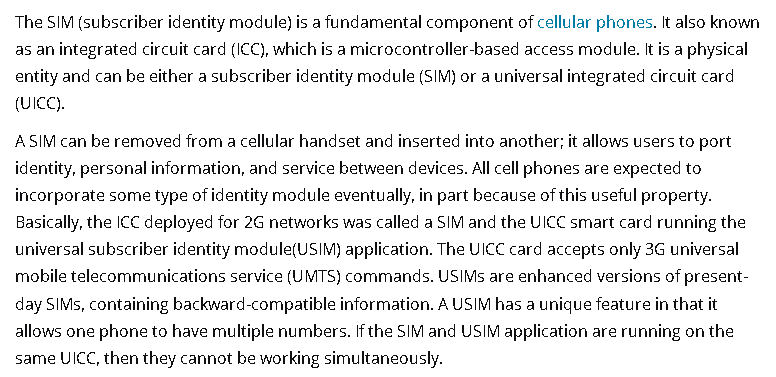 The SIM (subscriber identity module) is a fundamental component of cellular phones. It also known
as an integrated circuit card (ICC), which is a microcontroller-based access module. It is a physical
entity and can be either a subscriber identity module (SIM) or a universal integrated circuit card
(UICC).
A SIM can be removed from a cellular handset and inserted into another; it allows users to port
identity, personal information, and service between devices. All cell phones are expected to
incorporate some type of identity module eventually, in part because of this useful property.
Basically, the ICC deployed for 2G networks was called a SIM and the UICC smart card running the
universal subscriber identity module(USIM) application. The UICC card accepts only 3G universal
mobile telecommunications service (UMTS) commands. USIMs are enhanced versions of present-
day SIMs, containing backward-compatible information. A USIM has a unique feature in that it
allows one phone to have multiple numbers. If the SIM and USIM application are running on the
same UICC, then they cannot be working simultaneously.